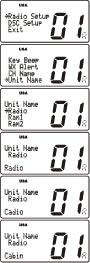 USA
Radio Setup
DSC Setup
Exit
01
USA
Key Beep
WX Alert
CH Name
Unit Name
01
USA
Unit Name
Radio
Ram1
Ram2
01
USA
Unit Name
Radio
Radio
01
USA
Unit Name
Radio
Cadio
01
USA
Unit Name
Radio
Cabin
01